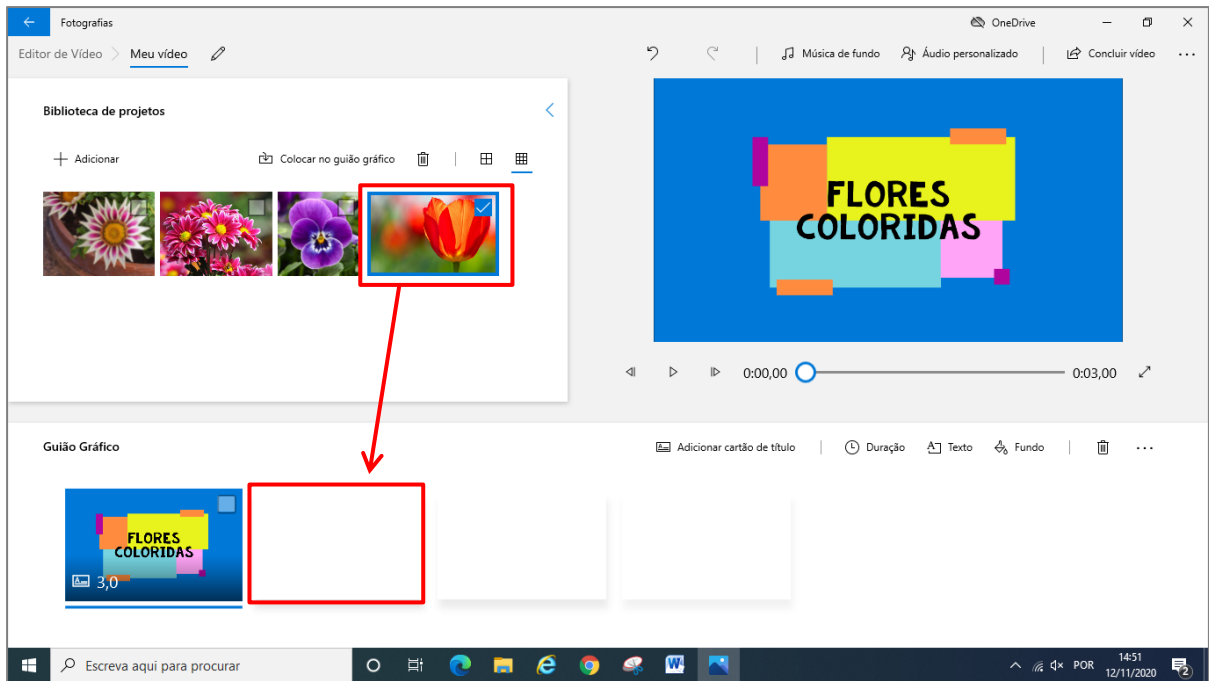 Fotografias
OneDrive
Editor de Vídeo > Meu vídeo
Música de fundo
Áudio personalizado
Concluir vídeo
Biblioteca de projetos
Adicionar
Colocar no guião gráfico
FLORES
COLORIDAS
0:00,00
0:03,00
Guião Gráfico
Adicionar cartão de título
Duração
Texto
Fundo
FLORES
COLORIDAS
3,0
Escreva aqui para procurar
POR
14:51
12/11/2020
2